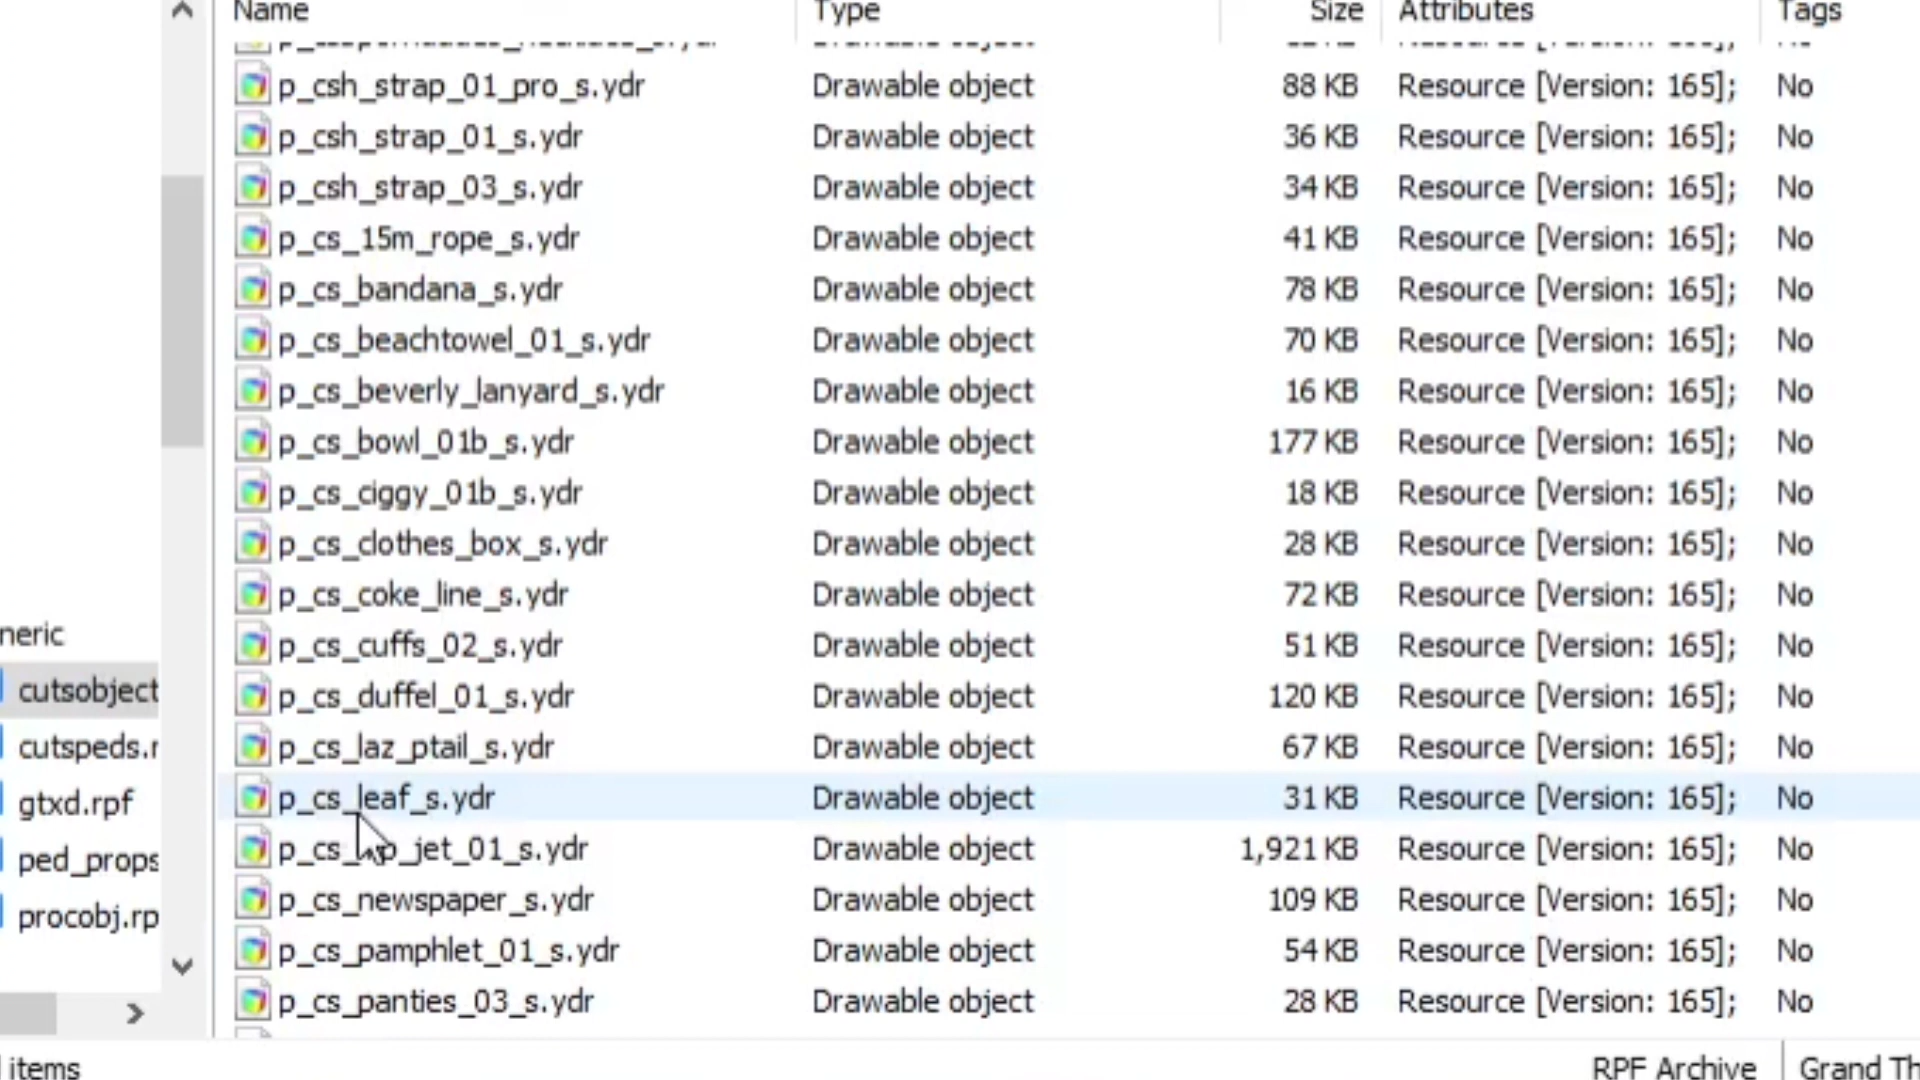 Name Type Size Attributes Tags
p_csh_strap_01_pro_s.ydr Drawable object 88 KB Resource [Version: 165]; No
p_csh_strap_01_s.ydr Drawable object 36 KB Resource [Version: 165]; No
p_csh_strap_03_s.ydr Drawable object 34 KB Resource [Version: 165]; No
p_cs_15m_rope_s.ydr Drawable object 41 KB Resource [Version: 165]; No
p_cs_bandana_s.ydr Drawable object 78 KB Resource [Version: 165]; No
p_cs_beachtowel_01_s.ydr Drawable object 70 KB Resource [Version: 165]; No
p_cs_beverly_lanyard_s.ydr Drawable object 16 KB Resource [Version: 165]; No
p_cs_bowl_01b_s.ydr Drawable object 177 KB Resource [Version: 165]; No
p_cs_ciggy_01b_s.ydr Drawable object 18 KB Resource [Version: 165]; No
p_cs_clothes_box_s.ydr Drawable object 28 KB Resource [Version: 165]; No
p_cs_coke_line_s.ydr Drawable object 72 KB Resource [Version: 165]; No
neric
p_cs_cuffs_02_s.ydr Drawable object 51 KB Resource [Version: 165]; No
cutsobject
p_cs_duffel_01_s.ydr Drawable object 120 KB Resource [Version: 165]; No
cutspeds.r
p_cs_laz_ptail_s.ydr Drawable object 67 KB Resource [Version: 165]; No
gtxd.rpf
p_cs_leaf_s.ydr Drawable object 31 KB Resource [Version: 165]; No
ped_props
p_cs_ _jet_01_s.ydr Drawable object 1,921 KB Resource [Version: 165]; No
procobj.rp
p_cs_newspaper_s.ydr Drawable object 109 KB Resource [Version: 165]; No
p_cs_pamphlet_01_s.ydr Drawable object 54 KB Resource [Version: 165]; No
p_cs_panties_03_s.ydr Drawable object 28 KB Resource [Version: 165]; No
items RPF Archive Grand Th